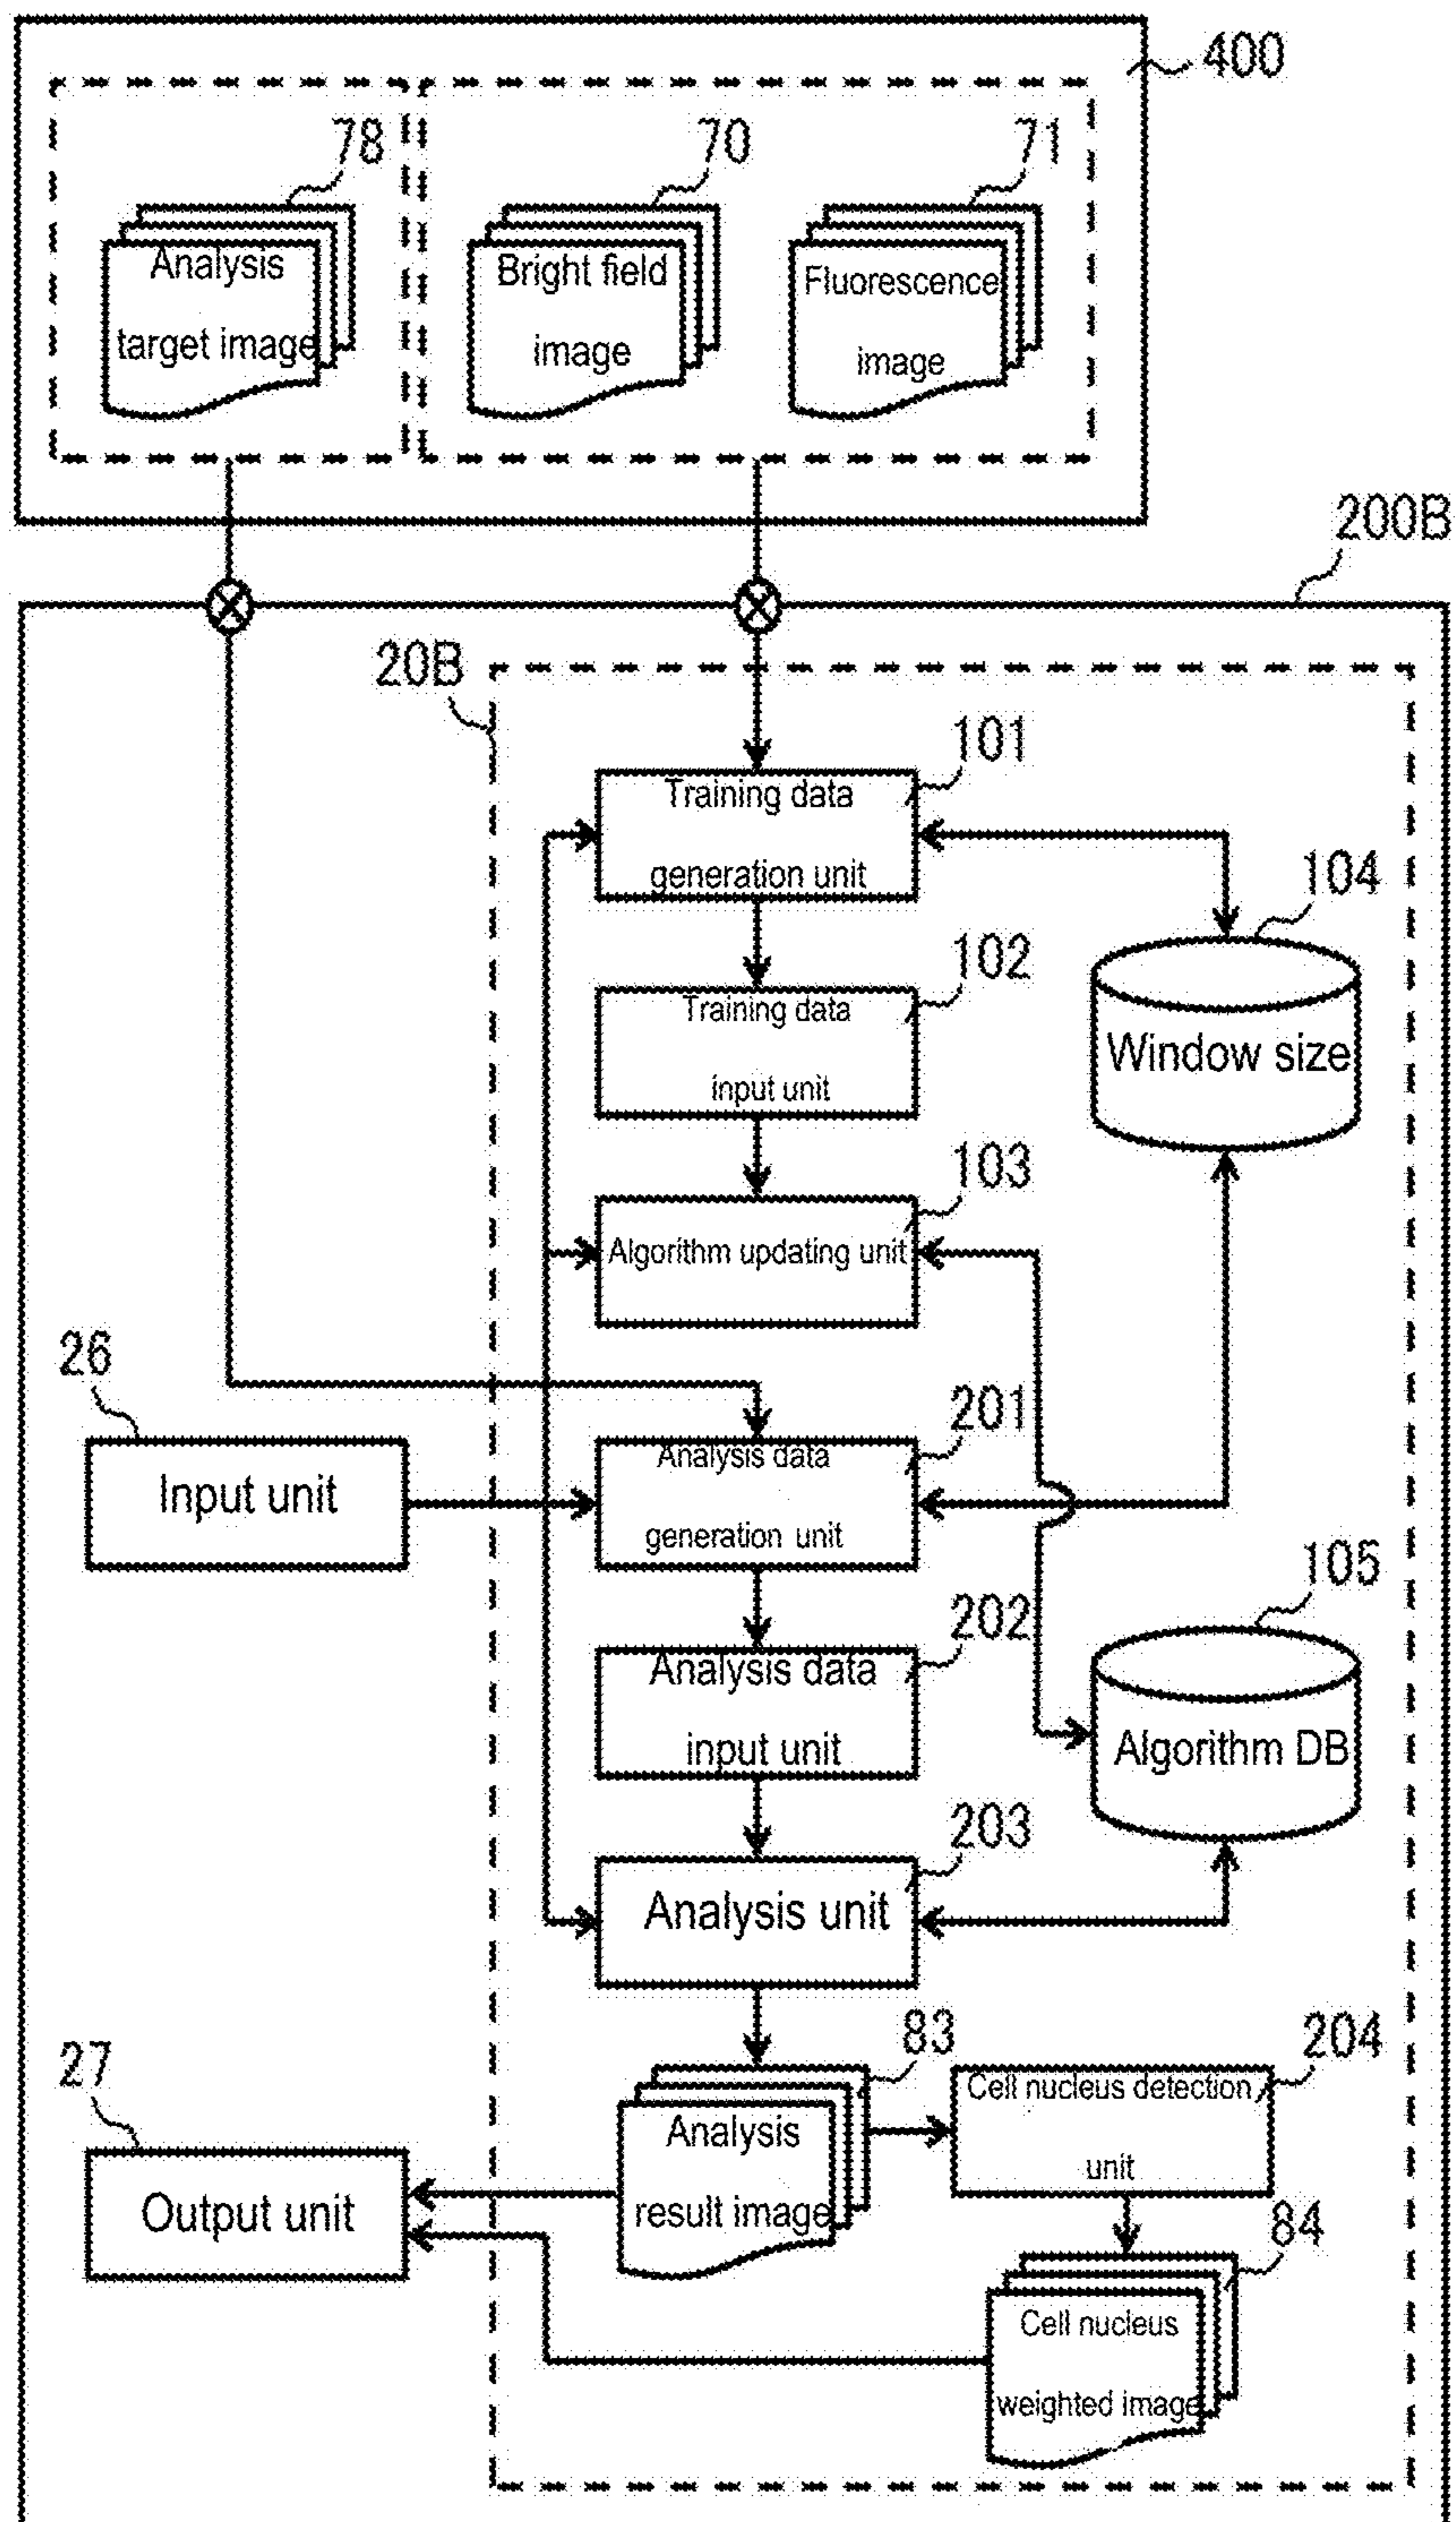 400
78
70
71
Analysis
target image
Bright field
image
Fluorescence
image
200B
20B
101
Training data
generation unit
104
102
Training data
input unit
Window size
103
Algorithm updating unit
26
Input unit
201
Analysis data
generation unit
105
202
Analysis data
input unit
Algorithm DB
203
Analysis unit
83
204
27
Analysis
result image
Cell nucleus detection
unit
Output unit
84
Cell nucleus
weighted image